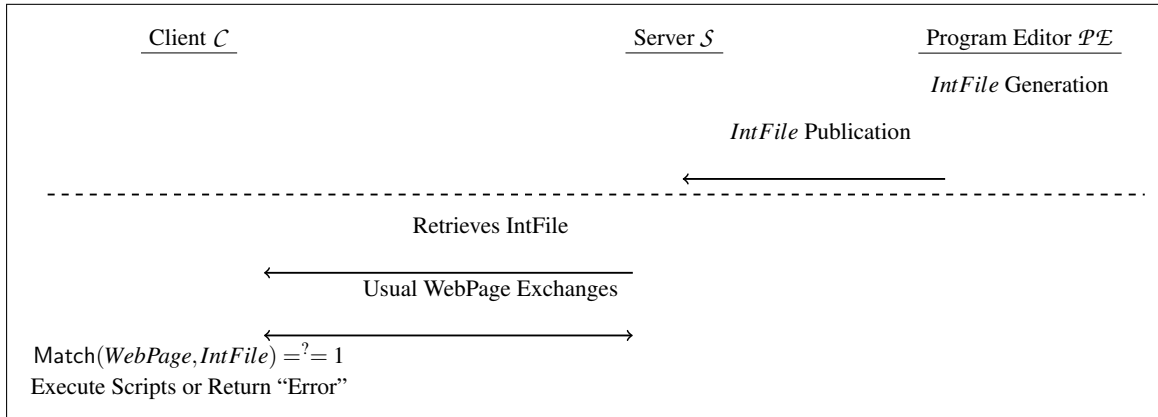 Client 𝒞 Server 𝒮 Program Editor 𝒫ℰ
IntFile Generation
IntFile Publication
Retrieves IntFile
Usual WebPage Exchanges
Match(WebPage,IntFile) =?= 1
Execute Scripts or Return “Error”